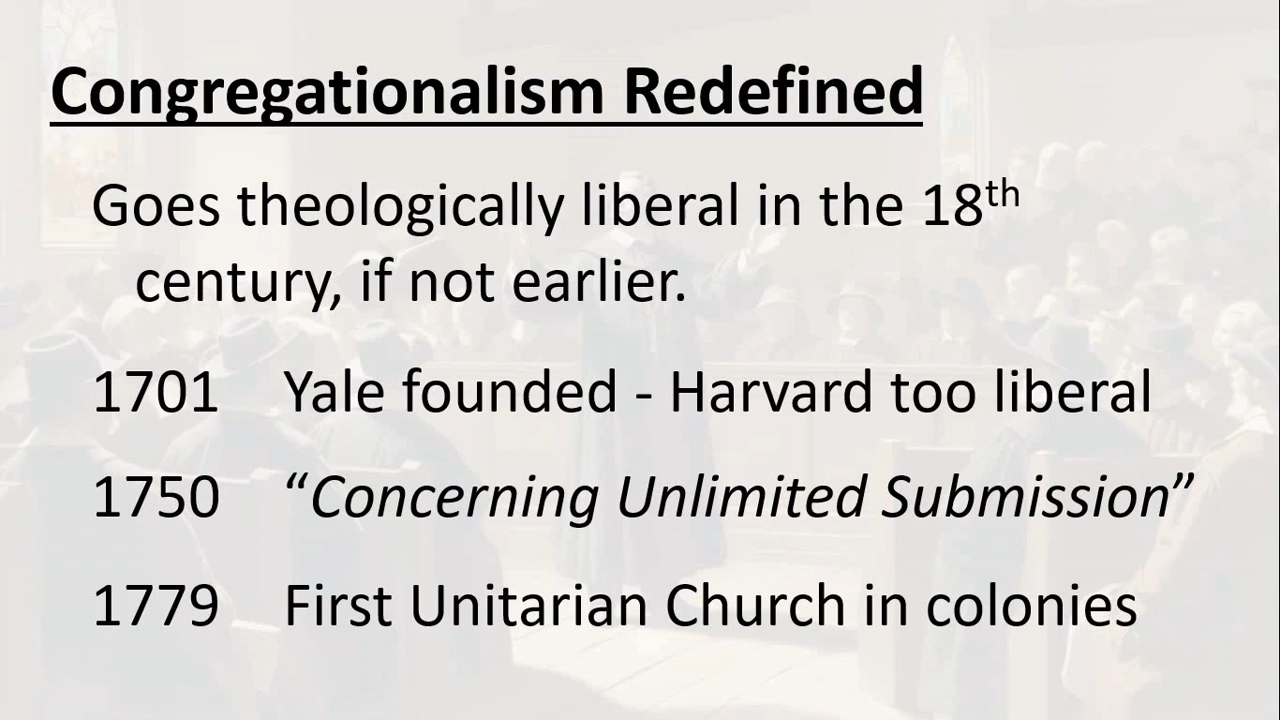 Congregationalism Redefined
Goes theologically liberal in the 18th
century, if not earlier.
1701 Yale founded - Harvard too liberal
1750 “Concerning Unlimited Submission”
1779 First Unitarian Church in colonies